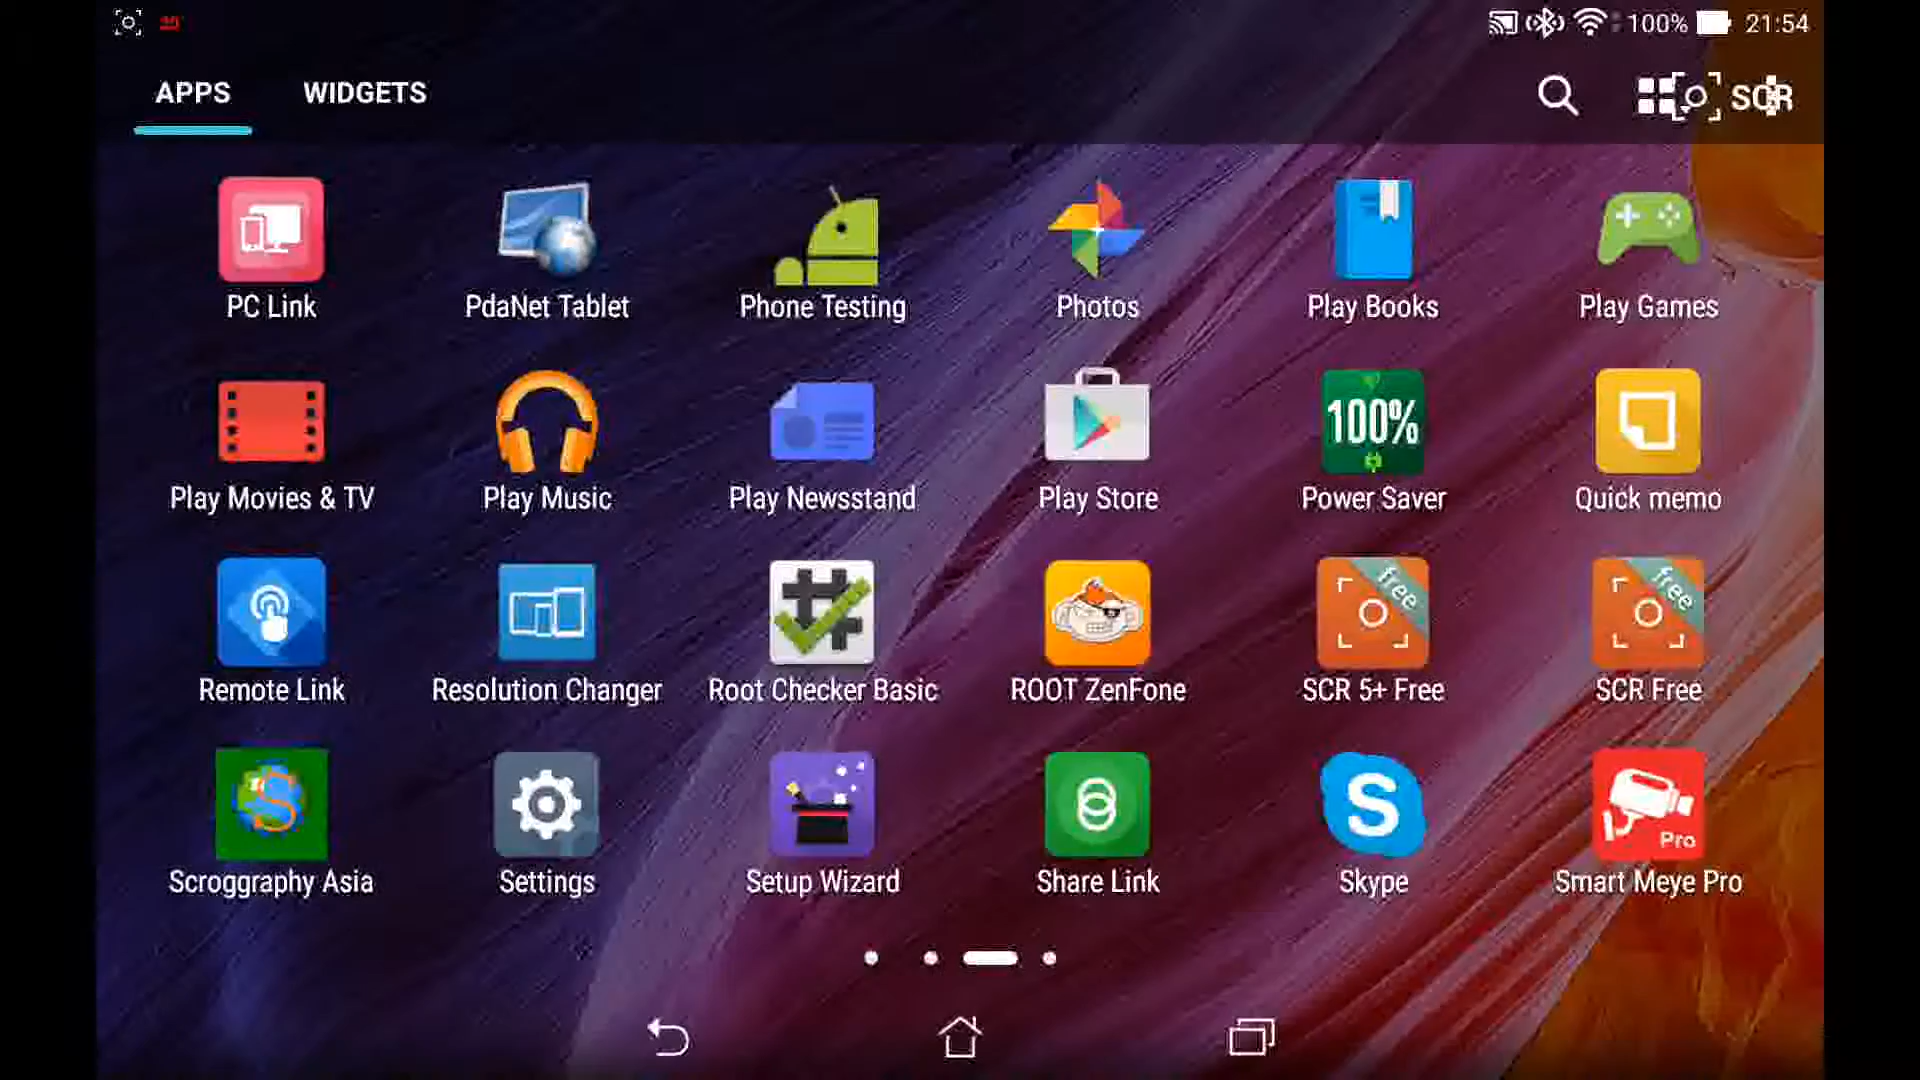 100% 21:54
APPS WIDGETS SCR
PC Link PdaNet Tablet Phone Testing Photos Play Books Play Games
100%
Play Movies & TV Play Music Play Newsstand Play Store Power Saver Quick memo
free free
Remote Link Resolution Changer Root Checker Basic ROOT ZenFone SCR 5+ Free SCR Free
S S Pro
Scroggraphy Asia Settings Setup Wizard Share Link Skype Smart Meye Pro